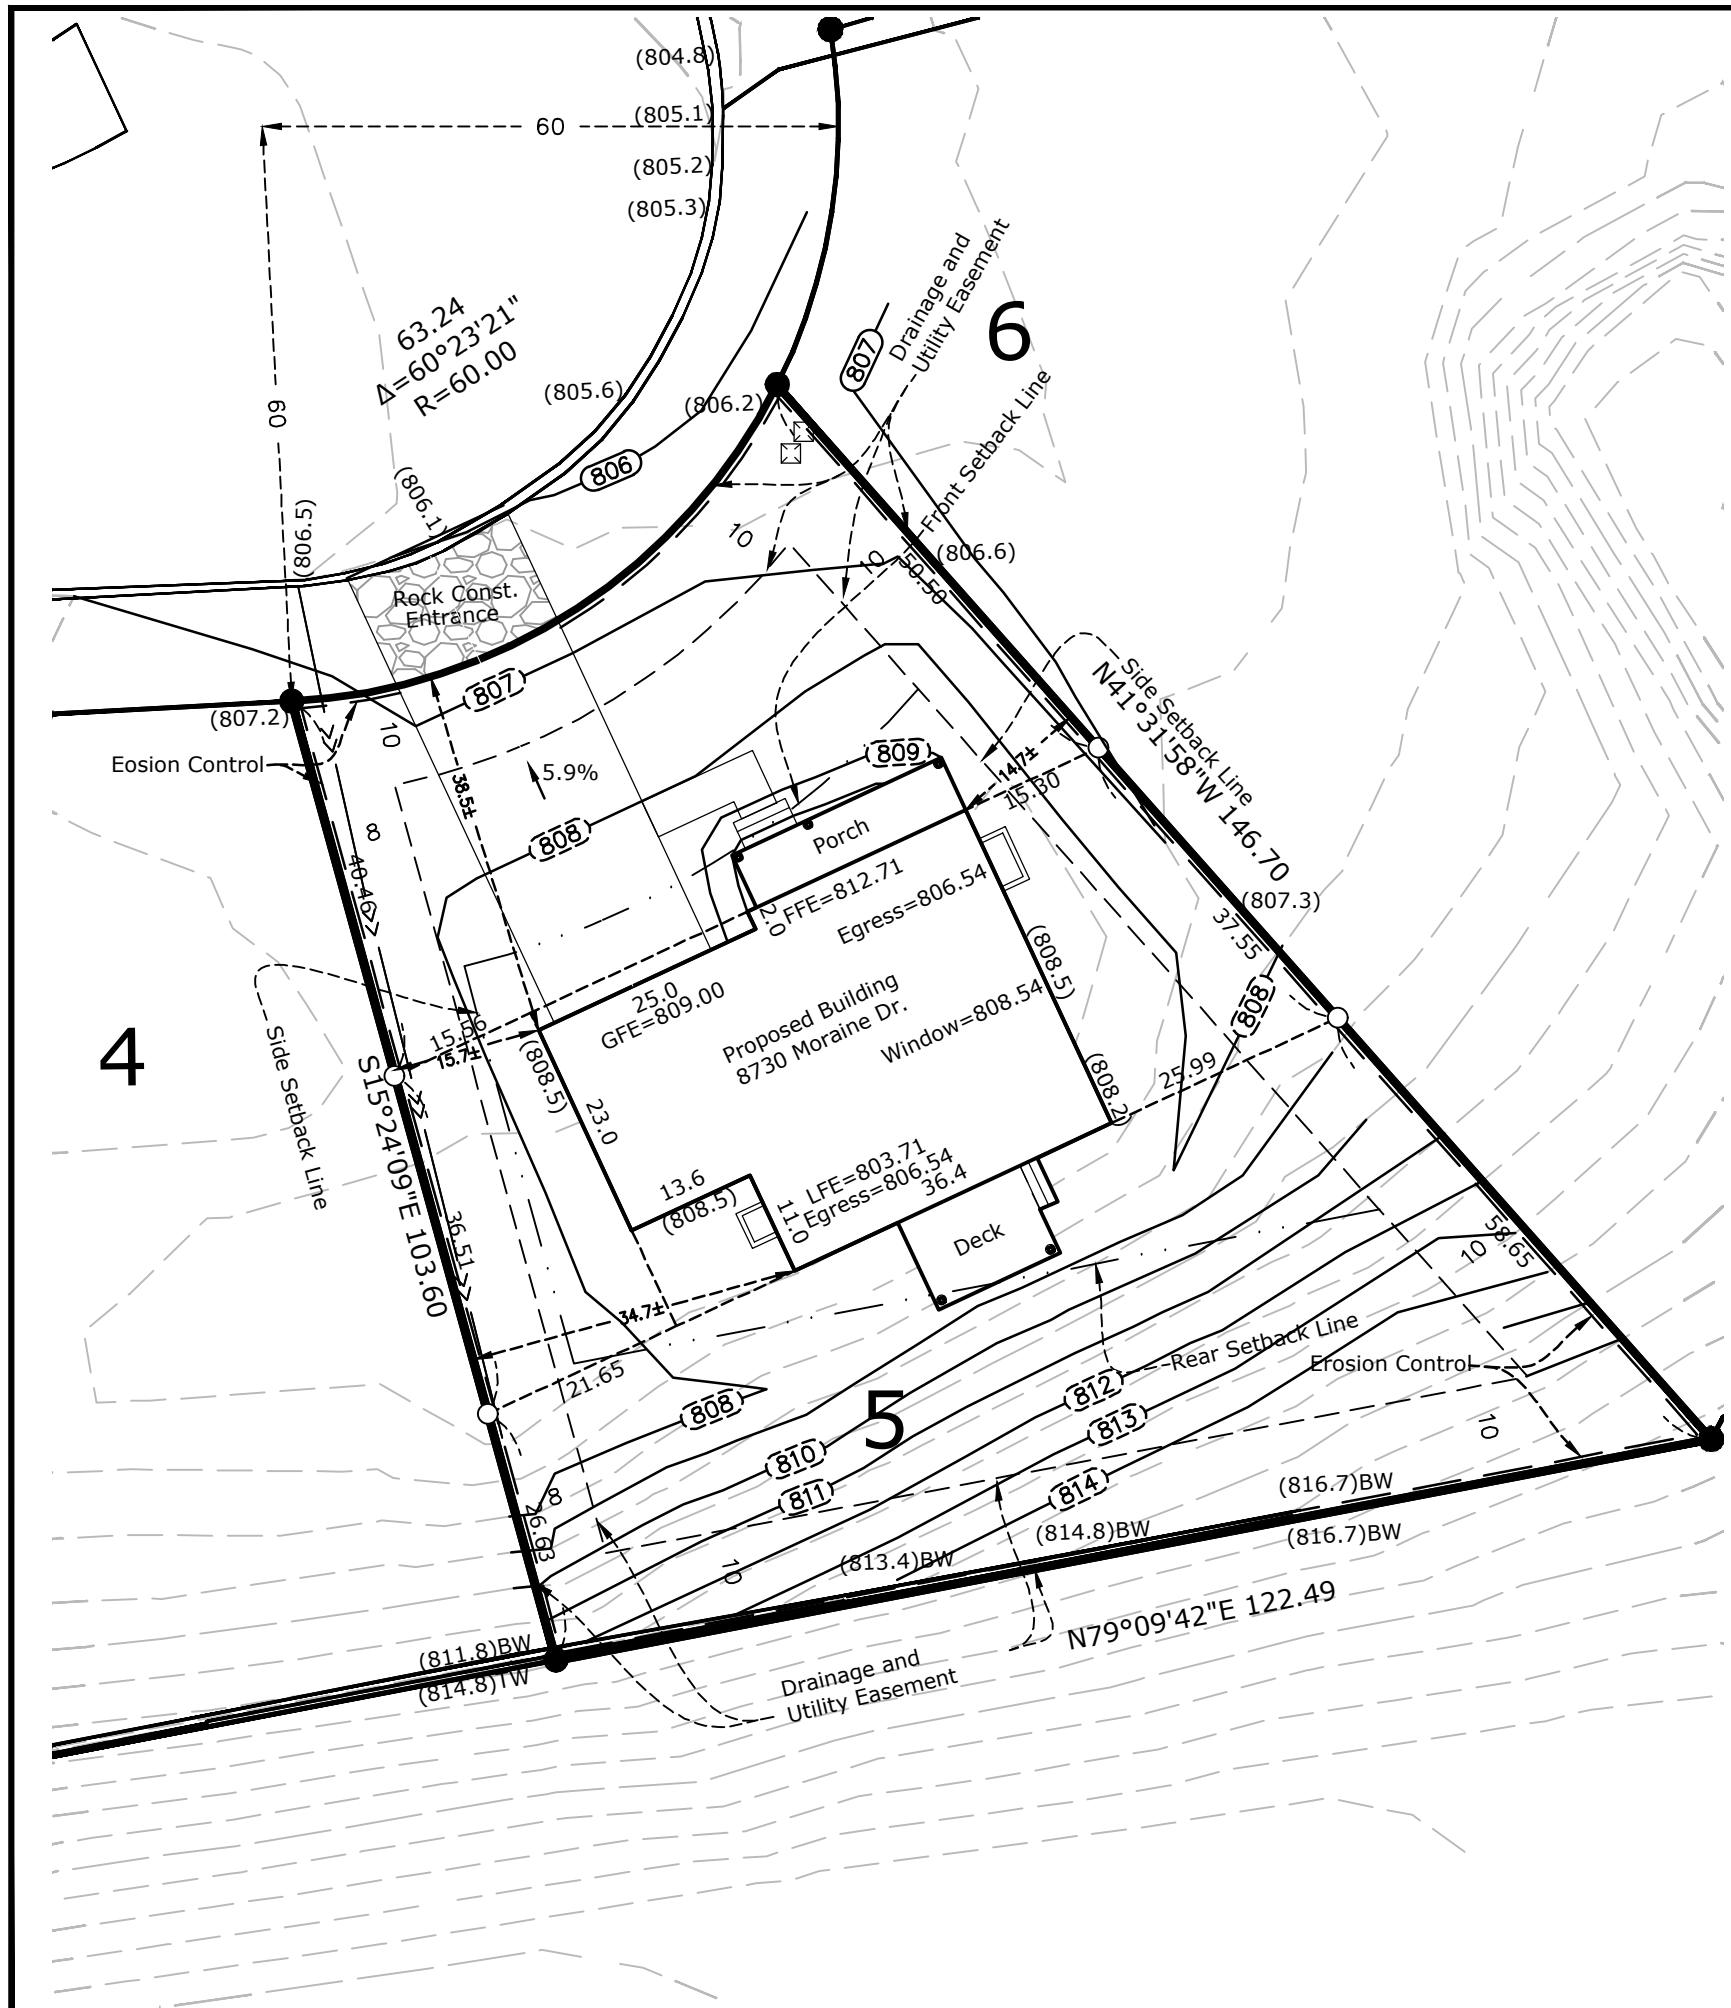 (804.8)
60
(805.1)
(805.2)
(805.3)
Drainage and
Utility Easement
6
63.24
Δ=60°23'21"
R=60.00
807
60
(805.6)
(806.2)
Front Setback Line
806
(806.1)
(806.5)
10
10
50.50
(806.6)
Rock Const.
Entrance
807
(807.2)
10
Side Setback Line
N41°31'58"W 146.70
Eosion Control
5.9%
38.5±
809
14.7±
15.30
8
808
Porch
40.46
2.0
FFE=812.71
Egress=806.54
(807.3)
37.55
(808.5)
25.0
GFE=809.00
Proposed Building
8730 Moraine Dr.
Window=808.54
808
4
Side Setback Line
15.56
15.7±
(808.5)
S15°24'09"E 103.60
23.0
(808.2)
25.99
13.6
(808.5)
11.0
LFE=803.71
Egress=806.54
36.4
36.51
Deck
58.65
10
34.7±
Rear Setback Line
Erosion Control
21.65
808
812
5
813
10
810
811
814
8
26.63
(816.7)BW
(814.8)BW
(816.7)BW
(813.4)BW
10
N79°09'42"E 122.49
(811.8)BW
(814.8)TW
Drainage and
Utility Easement